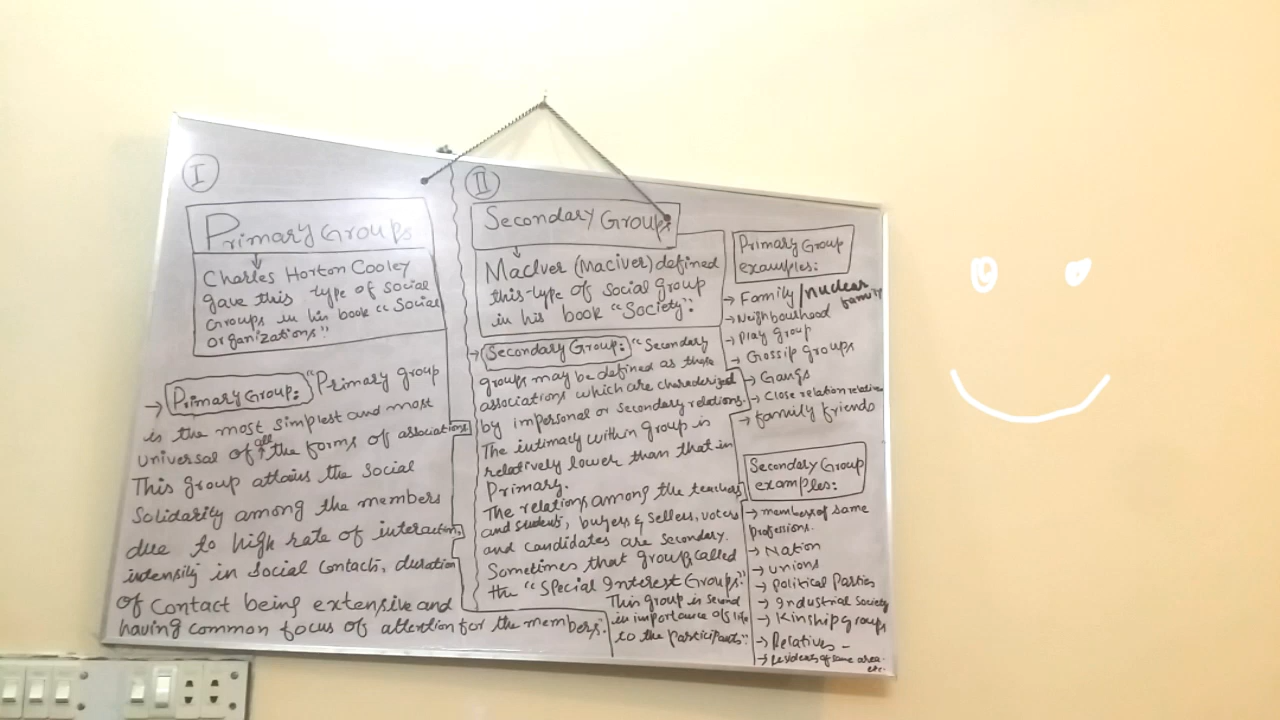 I
Primary Groups
Charles Horton Cooley
gave this type of social
Groups in his book "Social
organizations"
→ Primary Group: "Primary group
is the most simplest and most
universal of all the forms of associations.
This group attains the social
Solidarity among the members
due to high rate of interaction,
intensity in social contacts, duration
of contact being extensive and
having common focus of attention for the members".
II
Secondary Groups
MacIver (Maciver) defined
this type of social group
in his book "Society":
→ Secondary Group: "Secondary
groups may be defined as those
associations which are characterized
by impersonal or secondary relations.
The intimacy within group is
relatively lower than that in
Primary.
The relations among the teachers
and students, buyers & sellers, voters
and candidates are secondary.
Sometimes that group called
the "Special Interest Groups".
This group is second
in importance of life
to the participants".
Primary Group
examples:
→ Family/nuclear
family
→ Neighbourhood
→ Play group
→ Gossip groups
→ Gangs
→ Close relation relatives
→ family friends
Secondary Group
examples:
→ members of same
professions.
→ Nation
→ unions
→ Political Parties
→ Industrial Society
→ Kinship groups
→ Relatives -
→ residents of same area.
etc.